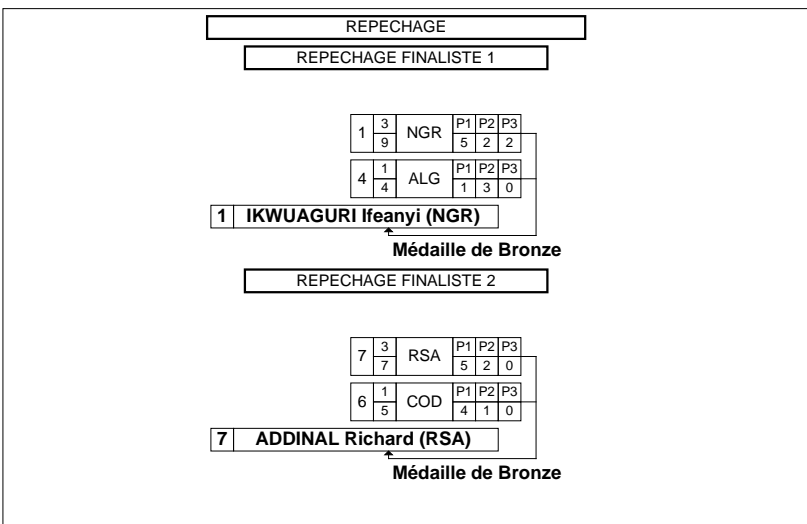 REPECHAGE
REPECHAGE FINALISTE 1
1 3 NGR P1 P2 P3
9 5 2 2
4 1 ALG P1 P2 P3
4 1 3 0
1 IKWUAGURI Ifeanyi (NGR)
Médaille de Bronze
REPECHAGE FINALISTE 2
7 3 RSA P1 P2 P3
7 5 2 0
6 1 COD P1 P2 P3
5 4 1 0
7 ADDINAL Richard (RSA)
Médaille de Bronze